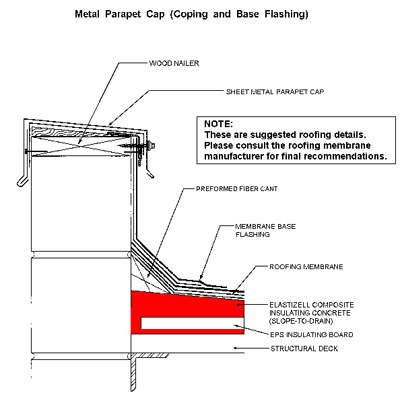 Metal Parapet Cap (Coping and Base Flashing)
WOOD NAILER
SHEET METAL PARAPET CAP
NOTE:
These are suggested roofing details.
Please consult the roofing membrane
manufacturer for final recommendations.
PREFORMED FIBER CANT
MEMBRANE BASE
FLASHING
ROOFING MEMBRANE
ELASTIZELL COMPOSITE
INSULATING CONCRETE
(SLOPE-TO-DRAIN)
EPS INSULATING BOARD
STRUCTURAL DECK